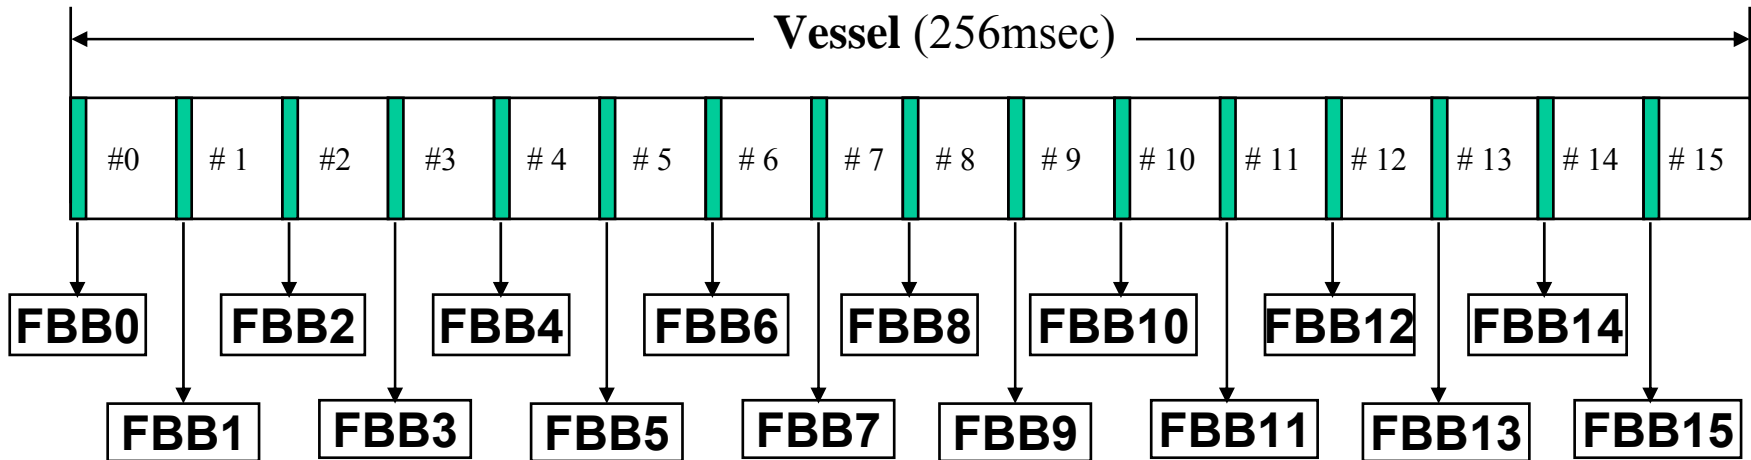 Vessel (256msec)
#0 # 1 #2 #3 # 4 # 5 # 6 # 7 # 8 # 9 # 10 # 11 # 12 # 13 # 14 # 15
FBB0 FBB2 FBB4 FBB6 FBB8 FBB10 FBB12 FBB14
FBB1 FBB3 FBB5 FBB7 FBB9 FBB11 FBB13 FBB15